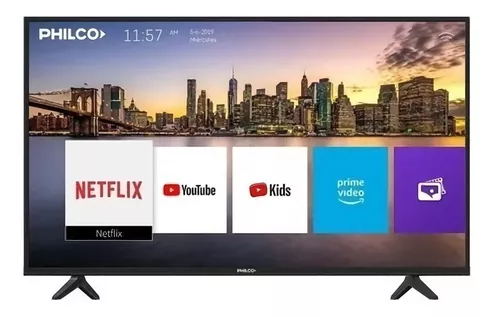 PHILCO
11:57 AM
5-6-2019
Miércoles
NETFLIX
YouTube
Kids
prime video
Netflix
PHILCO